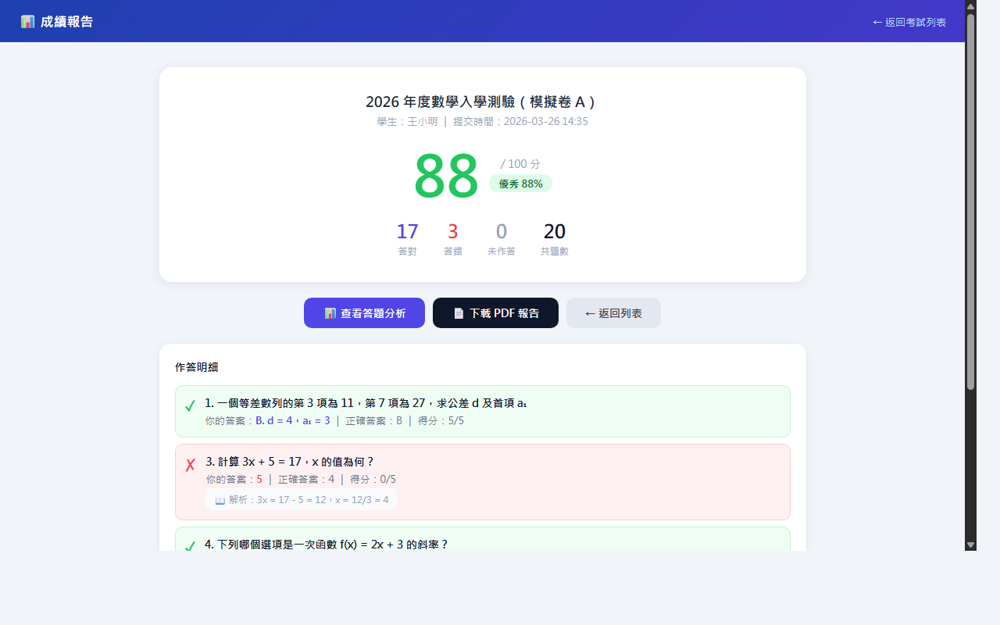 📊 成績報告
← 返回考試列表
2026 年度數學入學測驗（模擬卷 A）
學生：王小明 | 提交時間：2026-03-26 14:35
88
/ 100 分
優秀 88%
17
答對
3
答錯
0
未作答
20
共題數
📊 查看答題分析
📄 下載 PDF 報告
← 返回列表
作答明細
✓ 1. 一個等差數列的第 3 項為 11，第 7 項為 27，求公差 d 及首項 a₁
你的答案：B. d = 4，a₁ = 3 | 正確答案：B | 得分：5/5
✗ 3. 計算 3x + 5 = 17，x 的值為何？
你的答案：5 | 正確答案：4 | 得分：0/5
📖 解析：3x = 17 - 5 = 12，x = 12/3 = 4
✓ 4. 下列哪個選項是一次函數 f(x) = 2x + 3 的斜率？